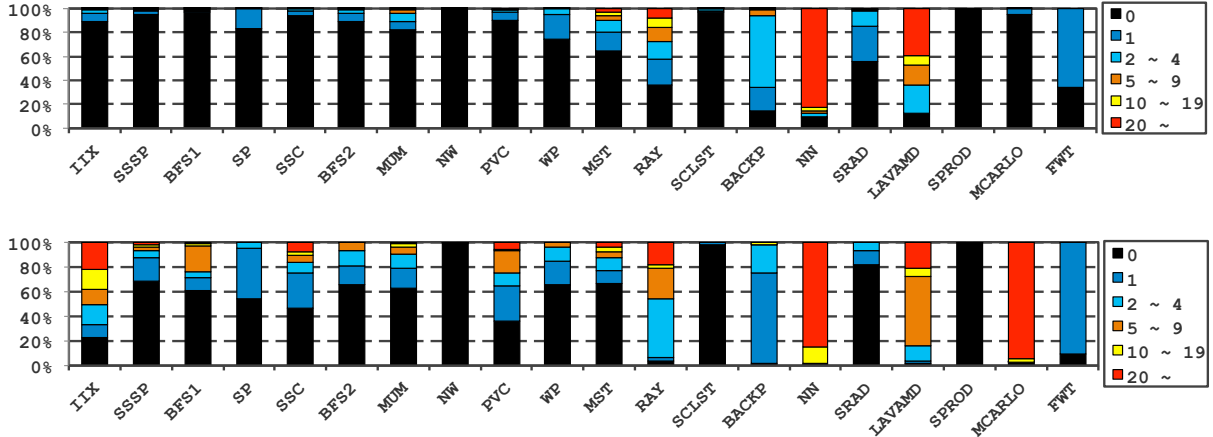 100%
80%
60%
40%
20%
0%
IIX SSSP BFS1 SP SSC BFS2 MUM NW PVC WP MST RAY SCLST BACKP NN SRAD LAVAMD SPROD MCARLO FWT
0
1
2 ~ 4
5 ~ 9
10 ~ 19
20 ~
100%
80%
60%
40%
20%
0%
IIX SSSP BFS1 SP SSC BFS2 MUM NW PVC WP MST RAY SCLST BACKP NN SRAD LAVAMD SPROD MCARLO FWT
0
1
2 ~ 4
5 ~ 9
10 ~ 19
20 ~